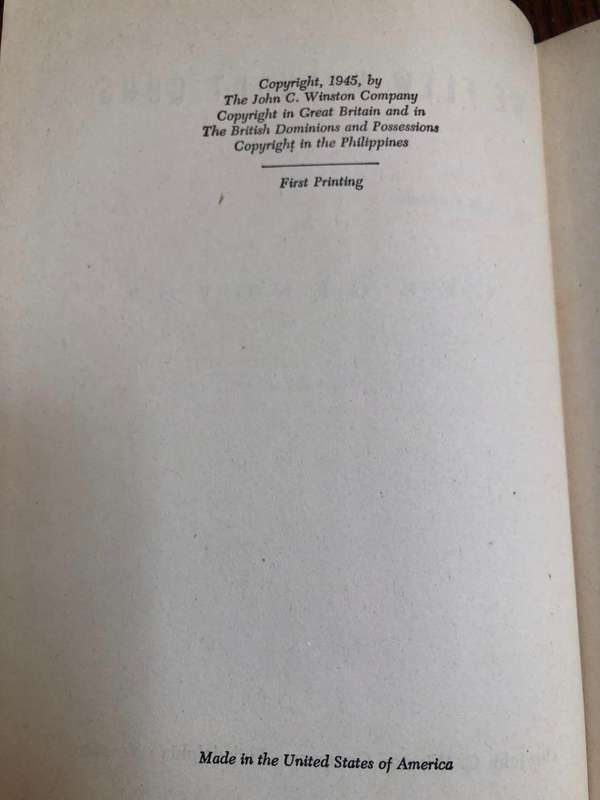 Copyright, 1945, by
The John C. Winston Company
Copyright in Great Britain and in
The British Dominions and Possessions
Copyright in the Philippines
First Printing
Made in the United States of America